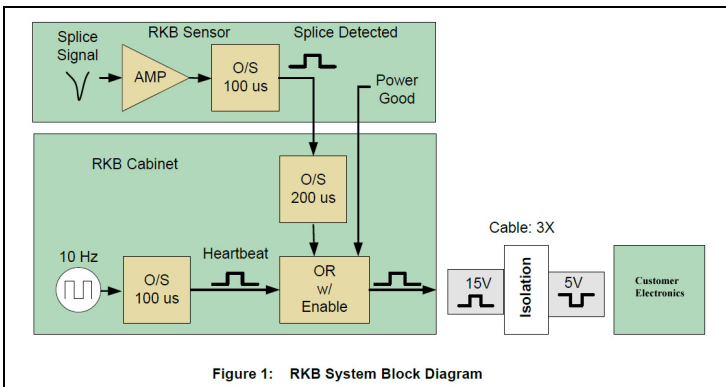 RKB Sensor
Splice
Signal
AMP
O/S
100 us
Splice Detected
Power
Good
RKB Cabinet
O/S
200 us
10 Hz
O/S
100 us
Heartbeat
OR
w/
Enable
Cable: 3X
15V
Isolation
5V
Customer
Electronics
Figure 1: RKB System Block Diagram